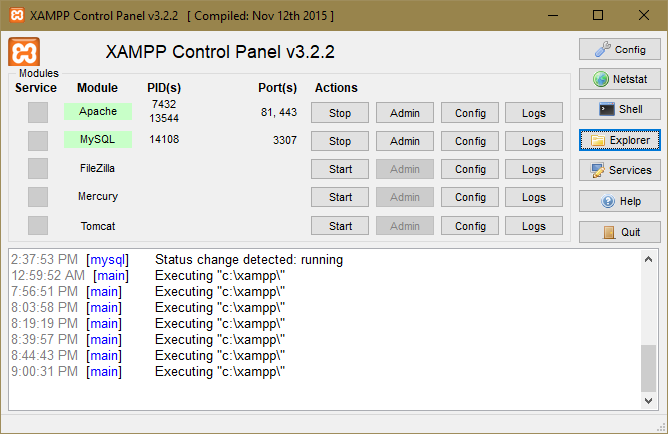 XAMPP Control Panel v3.2.2 [ Compiled: Nov 12th 2015 ]
XAMPP Control Panel v3.2.2
Config
Modules
Service Module PID(s) Port(s) Actions
Netstat
Apache 7432 13544 81, 443 Stop Admin Config Logs
Shell
MySQL 14108 3307 Stop Admin Config Logs
Explorer
FileZilla Start Admin Config Logs
Services
Mercury Start Admin Config Logs
Help
Tomcat Start Admin Config Logs
Quit
2:37:53 PM [mysql] Status change detected: running
12:59:52 AM [main] Executing "c:\xampp\"
7:56:51 PM [main] Executing "c:\xampp\"
8:03:58 PM [main] Executing "c:\xampp\"
8:19:19 PM [main] Executing "c:\xampp\"
8:39:57 PM [main] Executing "c:\xampp\"
8:44:43 PM [main] Executing "c:\xampp\"
9:00:31 PM [main] Executing "c:\xampp\"